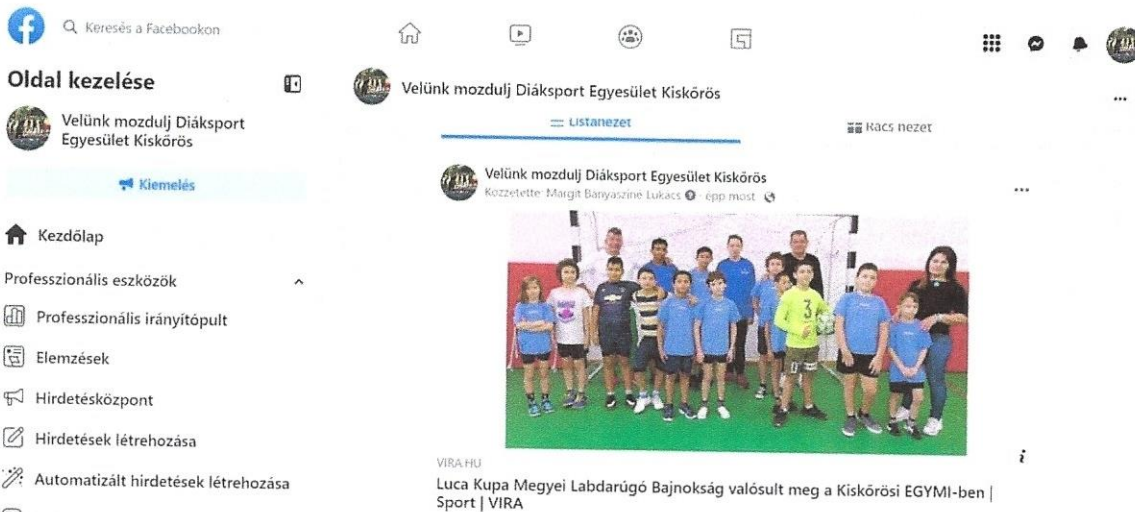 Keresés a Facebookon
Oldal kezelése
Velünk mozdulj Diáksport
Egyesület Kiskőrös
Kiemelés
Kezdőlap
Professzionális eszközök
Professzionális irányítópult
Elemzések
Hirdetésközpont
Hirdetések létrehozása
Automatizált hirdetések létrehozása
Velünk mozdulj Diáksport Egyesület Kiskőrös
Listanézet
Rács nézet
Velünk mozdulj Diáksport Egyesület Kiskőrös
Közzétette: Margit Bányásziné Lukács · épp most
3
VIRA.HU
Luca Kupa Megyei Labdarúgó Bajnokság valósult meg a Kiskőrösi EGYMI-ben |
Sport | VIRA